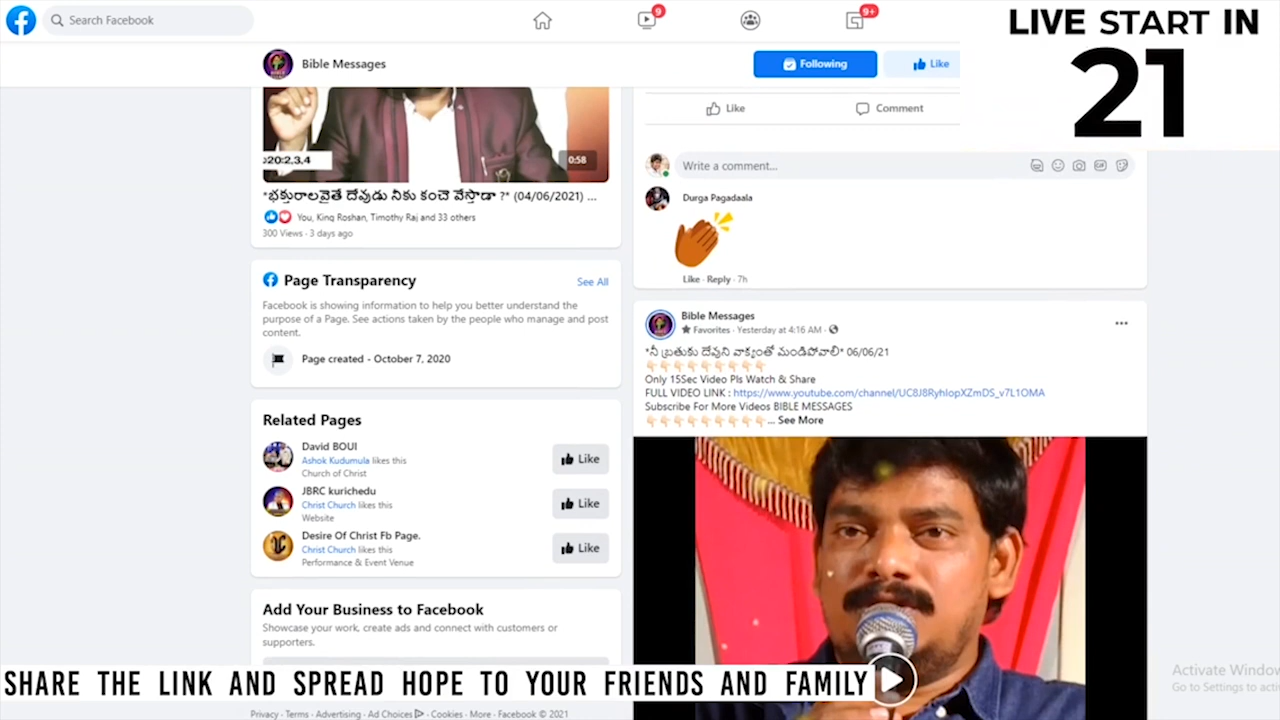 Search Facebook
9
9+
LIVE START IN
21
Bible Messages
Following
Like
20:2,3,4
0:58
*భక్తురాలవైతే దేవుడు నీకు కంచె వేస్తాడా ?* (04/06/2021) ...
You, King Roshan, Timothy Raj and 33 others
300 Views · 3 days ago
Page Transparency
See All
Facebook is showing information to help you better understand the
purpose of a Page. See actions taken by the people who manage and post
content.
Page created - October 7, 2020
Related Pages
David BOUI
Ashok Kudumula likes this
Church of Christ
Like
JBRC kurichedu
Christ Church likes this
Website
Like
Desire Of Christ Fb Page.
Christ Church likes this
Performance & Event Venue
Like
Add Your Business to Facebook
Showcase your work, create ads and connect with customers or
supporters.
Like
Comment
Write a comment...
GIF
Durga Pagadaala
Like · Reply · 7h
Bible Messages
Favorites · Yesterday at 4:16 AM ·
*నీ బ్రతుకు దేవుని వాక్యంతో మండిపోవాలి* 06/06/21
Only 15Sec Video Pls Watch & Share
FULL VIDEO LINK : https://www.youtube.com/channel/UC8J8RyhIopXZmDS_v7L1OMA
Subscribe For More Videos BIBLE MESSAGES
... See More
SHARE THE LINK AND SPREAD HOPE TO YOUR FRIENDS AND FAMILY
Activate Window
Go to Settings to acti
Privacy · Terms · Advertising · Ad Choices · Cookies · More · Facebook © 2021